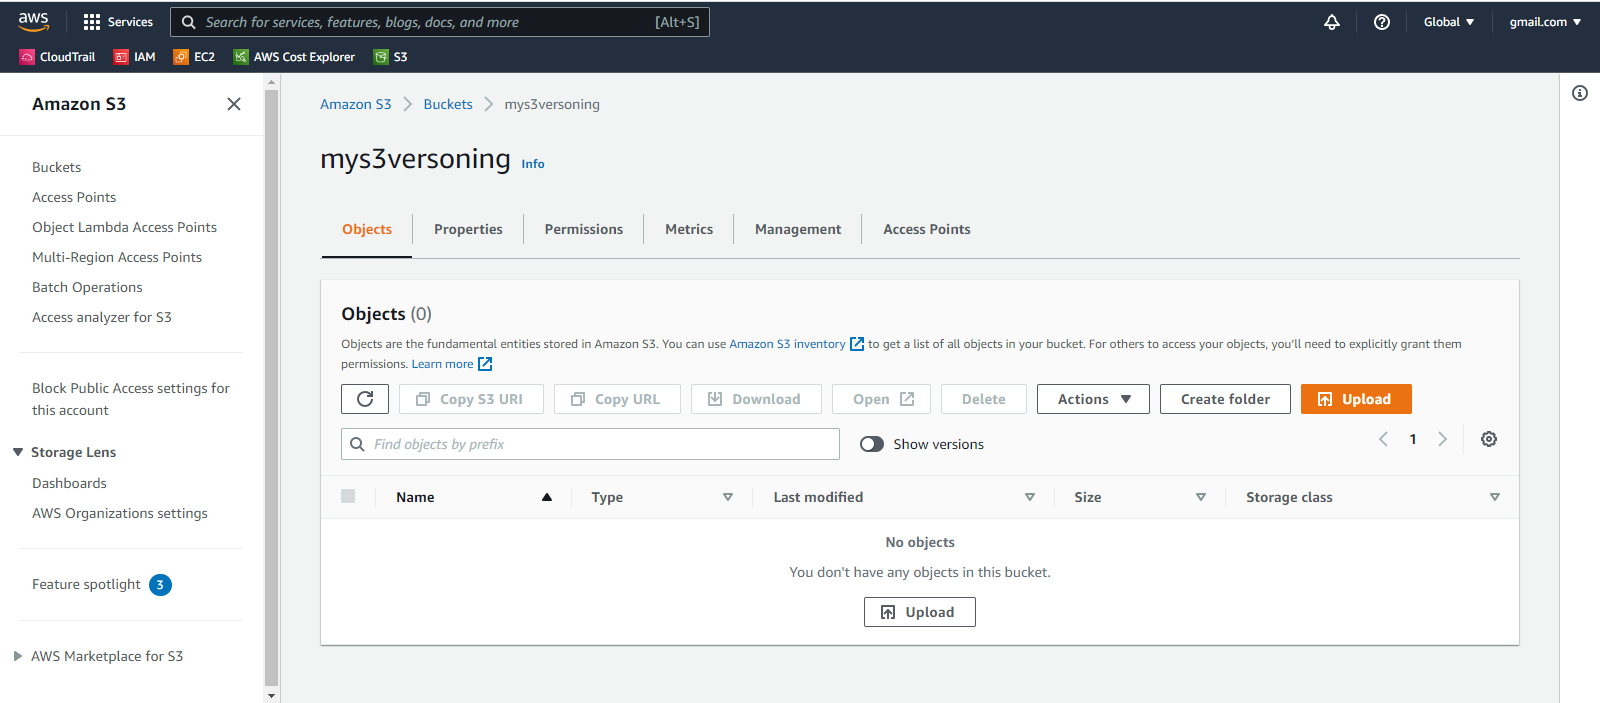 aws
Services
Search for services, features, blogs, docs, and more [Alt+S]
Global
gmail.com
CloudTrail IAM EC2 AWS Cost Explorer S3
Amazon S3
Buckets
Access Points
Object Lambda Access Points
Multi-Region Access Points
Batch Operations
Access analyzer for S3
Block Public Access settings for
this account
Storage Lens
Dashboards
AWS Organizations settings
Feature spotlight 3
AWS Marketplace for S3
Amazon S3 Buckets mys3versoning
mys3versoning Info
Objects Properties Permissions Metrics Management Access Points
Objects (0)
Objects are the fundamental entities stored in Amazon S3. You can use Amazon S3 inventory to get a list of all objects in your bucket. For others to access your objects, you'll need to explicitly grant them
permissions. Learn more
Copy S3 URI Copy URL Download Open Delete Actions Create folder Upload
Find objects by prefix Show versions 1
Name Type Last modified Size Storage class
No objects
You don't have any objects in this bucket.
Upload